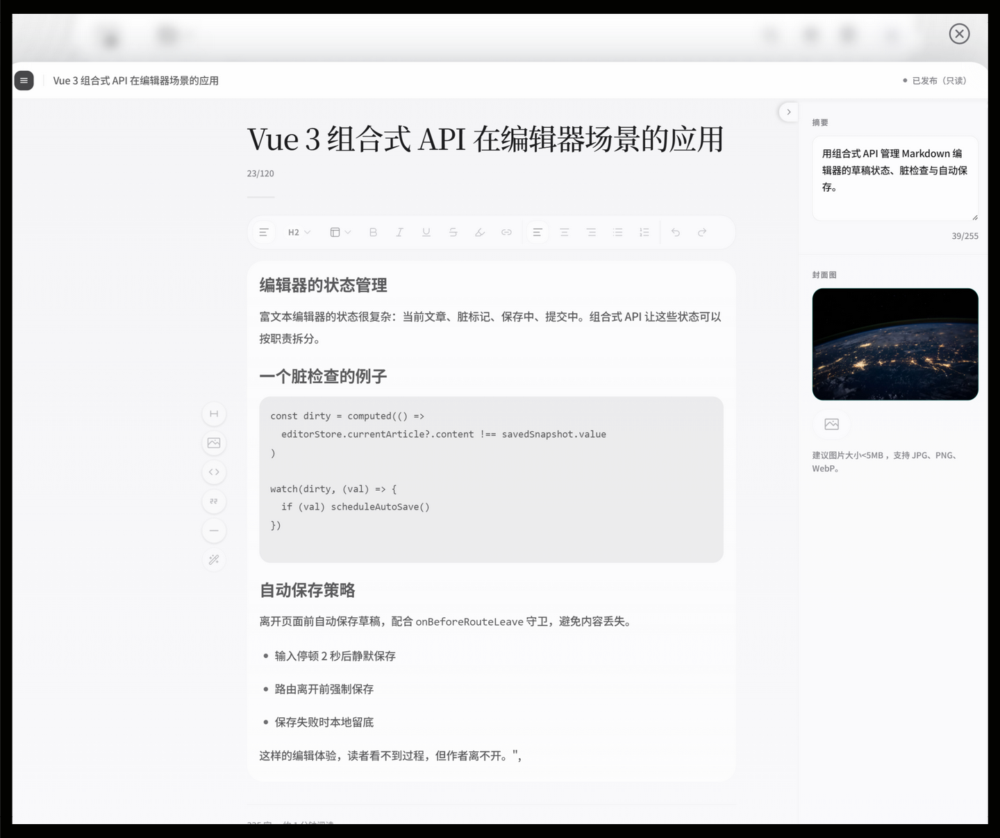 Vue 3 组合式 API 在编辑器场景的应用
已发布（只读）
Vue 3 组合式 API 在编辑器场景的应用
23/120
H2
B I U S
编辑器的状态管理
富文本编辑器的状态很复杂：当前文章、脏标记、保存中、提交中。组合式 API 让这些状态可以
按职责拆分。
一个脏检查的例子
const dirty = computed(() =>
  editorStore.currentArticle?.content !== savedSnapshot.value
)
watch(dirty, (val) => {
  if (val) scheduleAutoSave()
})
自动保存策略
离开页面前自动保存草稿，配合 onBeforeRouteLeave 守卫，避免内容丢失。
输入停顿 2 秒后静默保存
路由离开前强制保存
保存失败时本地留底
这样的编辑体验，读者看不到过程，但作者离不开。",
摘要
用组合式 API 管理 Markdown 编
辑器的草稿状态、脏检查与自动保
存。
39/255
封面图
建议图片大小<5MB ，支持 JPG、PNG、
WebP。